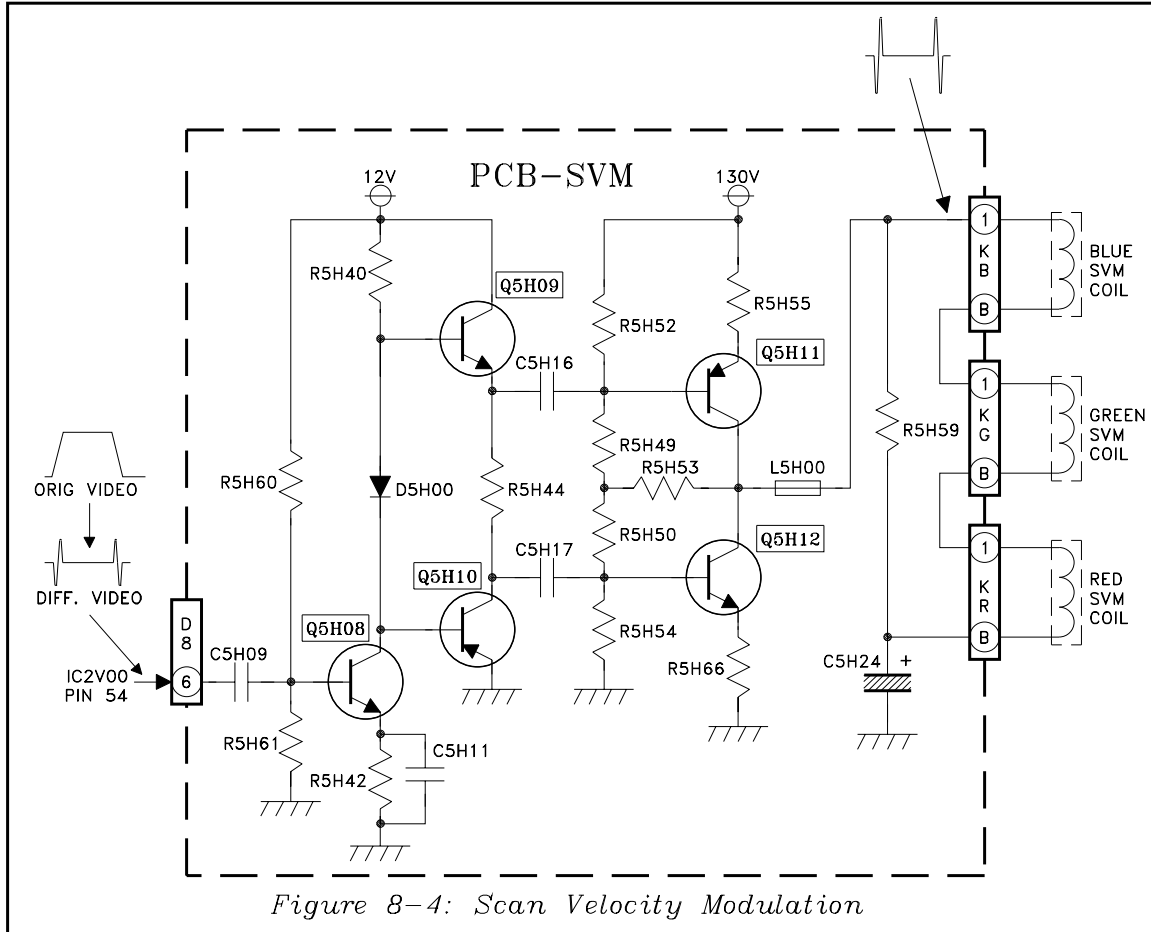 PCB-SVM
12V
130V
R5H40
Q5H09
R5H52
R5H55
Q5H11
C5H16
1
K
B
B
BLUE
SVM
COIL
R5H60
D5H00
R5H44
R5H49
R5H53
L5H00
R5H59
1
K
G
B
GREEN
SVM
COIL
ORIG VIDEO
DIFF. VIDEO
R5H50
Q5H12
C5H17
Q5H10
Q5H08
R5H54
R5H66
1
K
R
B
RED
SVM
COIL
D
8
6
C5H09
IC2V00
PIN 54
C5H24 +
R5H61
R5H42
C5H11
Figure 8-4: Scan Velocity Modulation